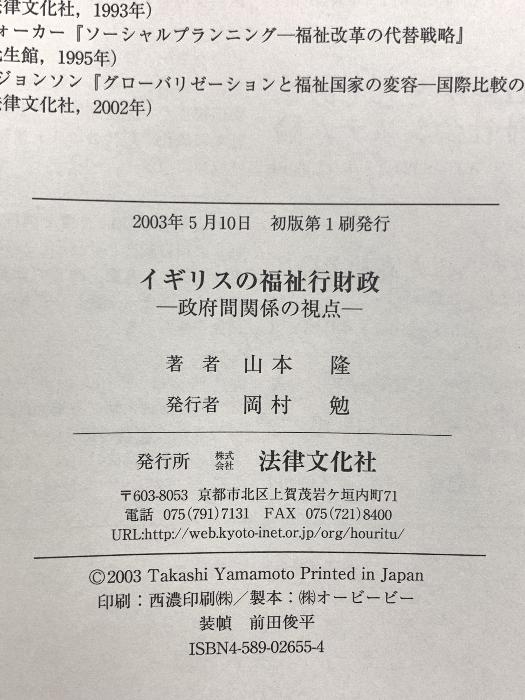 律文化社，1993年）
ォーカー『ソーシャルプランニング―福祉改革の代替戦略』
生館，1995年）
ジョンソン『グローバリゼーションと福祉国家の変容―国際比較の
律文化社，2002年）
2003年5月10日　初版第1刷発行
イギリスの福祉行財政
―政府間関係の視点―
著　者　山本　隆
発行者　岡村　勉
発行所　株式会社　法律文化社
〒603-8053　京都市北区上賀茂岩ケ垣内町71
電話　075(791)7131　FAX　075(721)8400
URL:http://web.kyoto-inet.or.jp/org/houritu/
©2003 Takashi Yamamoto Printed in Japan
印刷：西濃印刷㈱／製本：㈱オービービー
装幀　前田俊平
ISBN4-589-02655-4